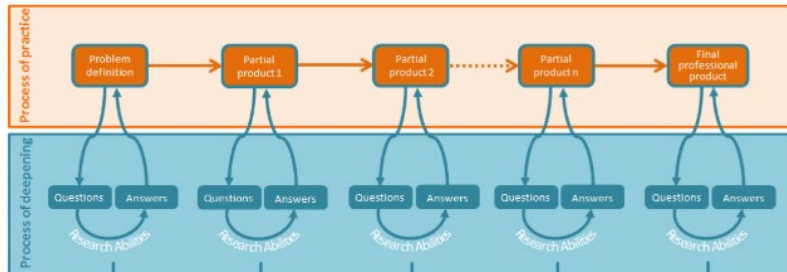 Process of practice
Problem
definition
Partial
product 1
Partial
product 2
Partial
product n
Final
professional
product
Process of deepening
Questions
Answers
Research Abilities
Questions
Answers
Research Abilities
Questions
Answers
Research Abilities
Questions
Answers
Research Abilities
Questions
Answers
Research Abilities